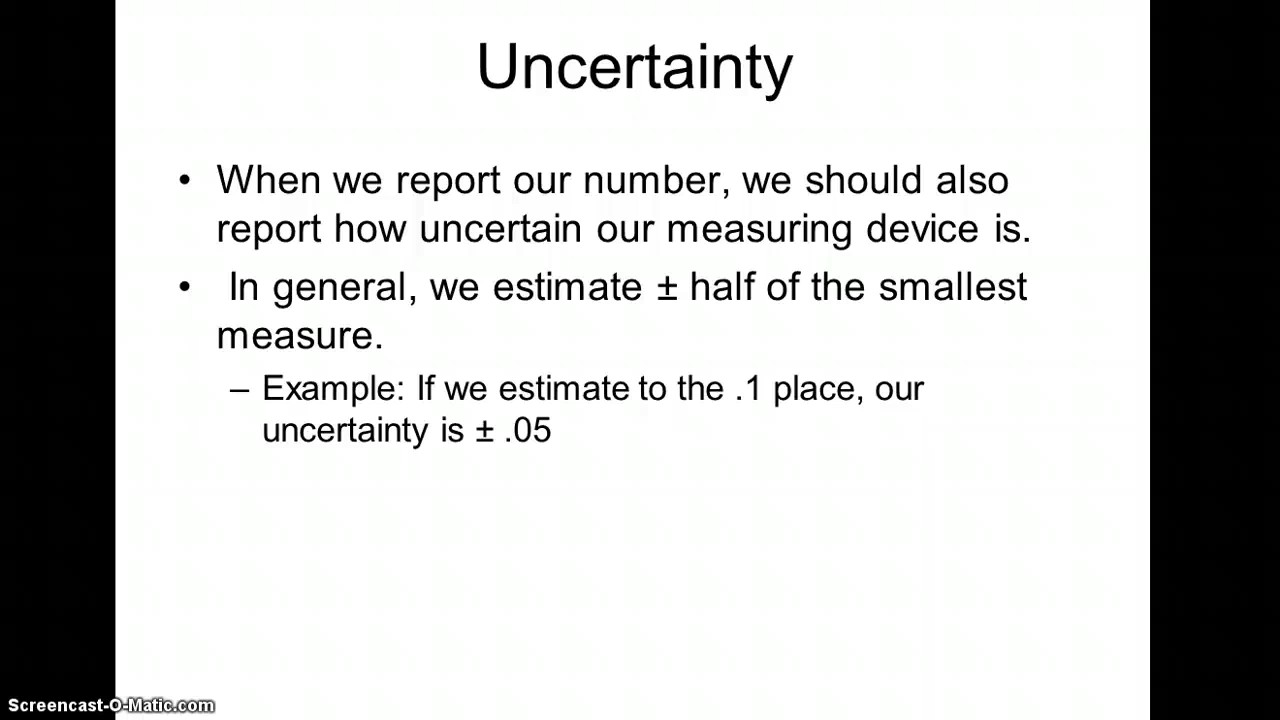 Uncertainty
• When we report our number, we should also
report how uncertain our measuring device is.
• In general, we estimate ± half of the smallest
measure.
– Example: If we estimate to the .1 place, our
uncertainty is ± .05
Screencast-O-Matic.com